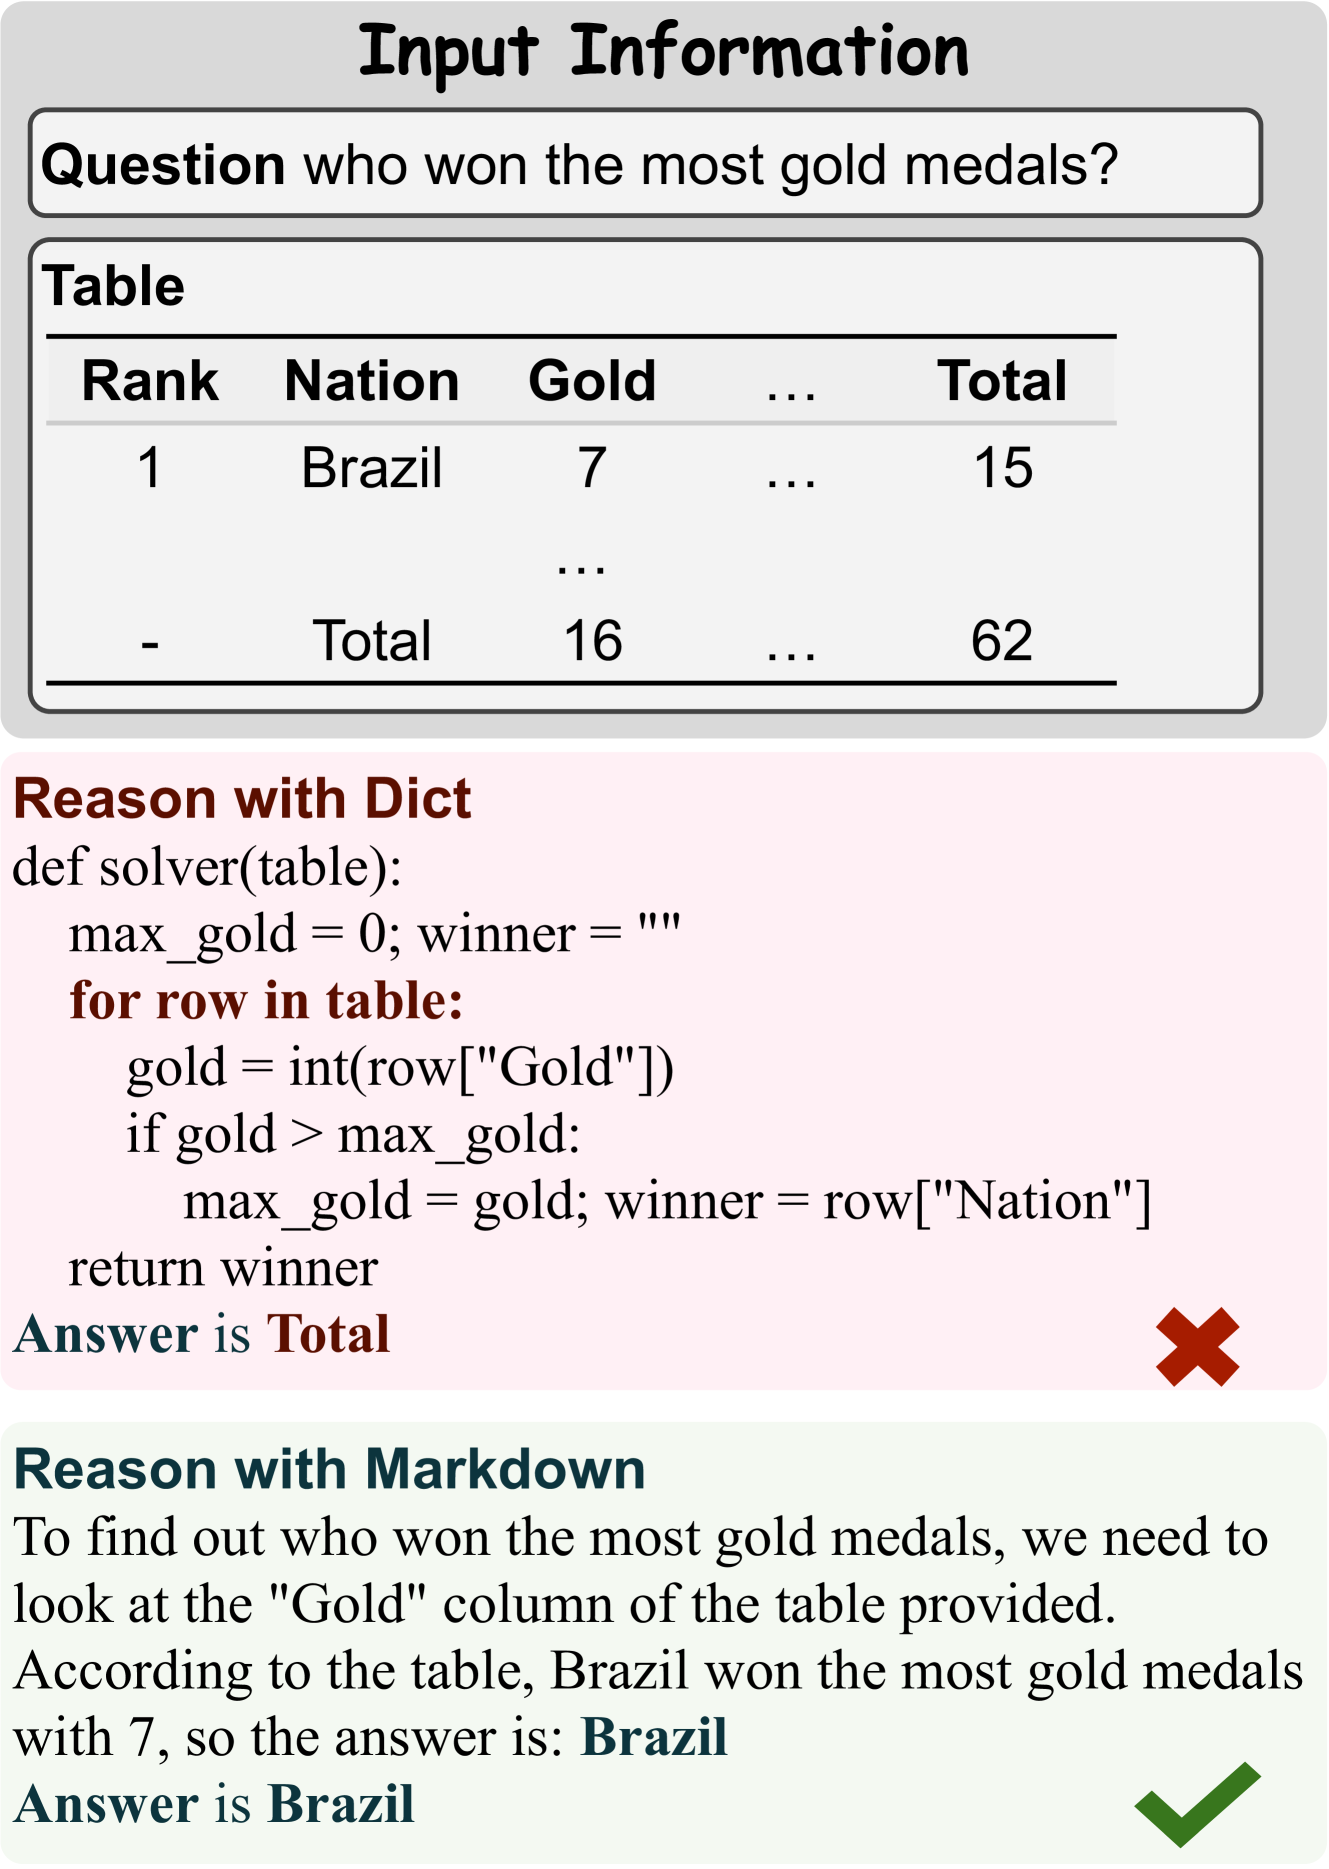 Input Information
Question who won the most gold medals?
Table
Rank Nation Gold … Total
1 Brazil 7 … 15
…
- Total 16 … 62
Reason with Dict
def solver(table):
max_gold = 0; winner = ""
for row in table:
gold = int(row["Gold"])
if gold > max_gold:
max_gold = gold; winner = row["Nation"]
return winner
Answer is Total
Reason with Markdown
To find out who won the most gold medals, we need to
look at the "Gold" column of the table provided.
According to the table, Brazil won the most gold medals
with 7, so the answer is: Brazil
Answer is Brazil